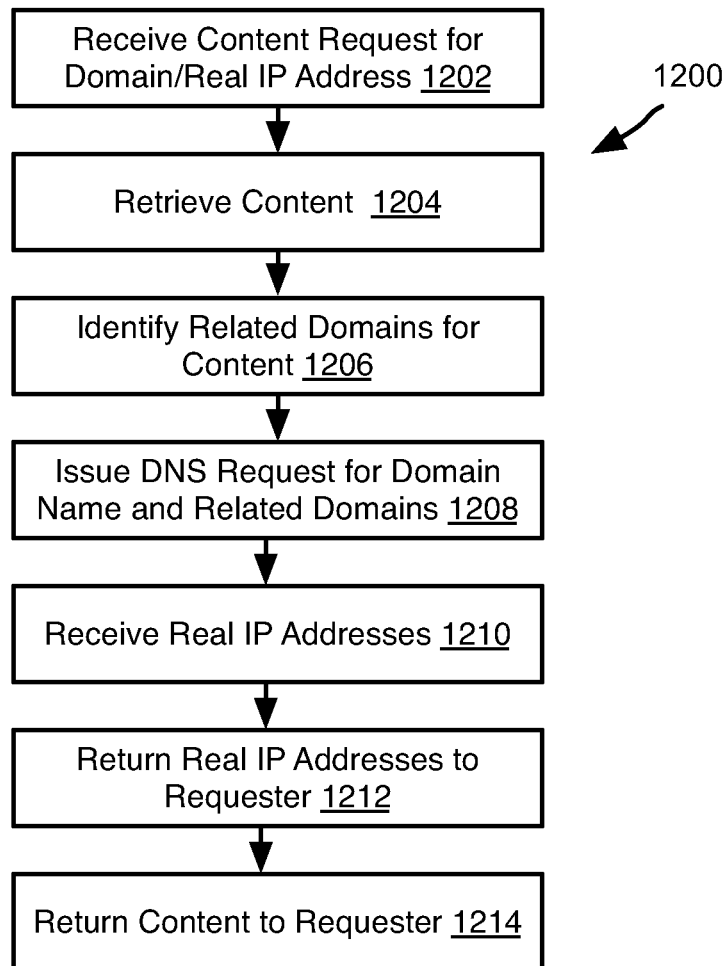 Receive Content Request for
Domain/Real IP Address 1202
1200
Retrieve Content 1204
Identify Related Domains for
Content 1206
Issue DNS Request for Domain
Name and Related Domains 1208
Receive Real IP Addresses 1210
Return Real IP Addresses to
Requester 1212
Return Content to Requester 1214